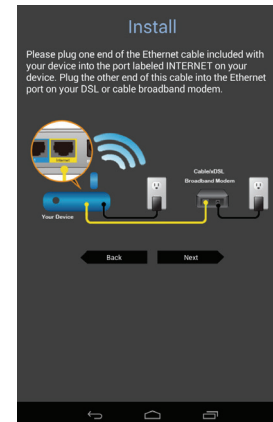 Install
Please plug one end of the Ethernet cable included with
your device into the port labeled INTERNET on your
device. Plug the other end of this cable into the Ethernet
port on your DSL or cable broadband modem.
Internet
Cable/xDSL
Broadband Modem
Your Device
Back
Next